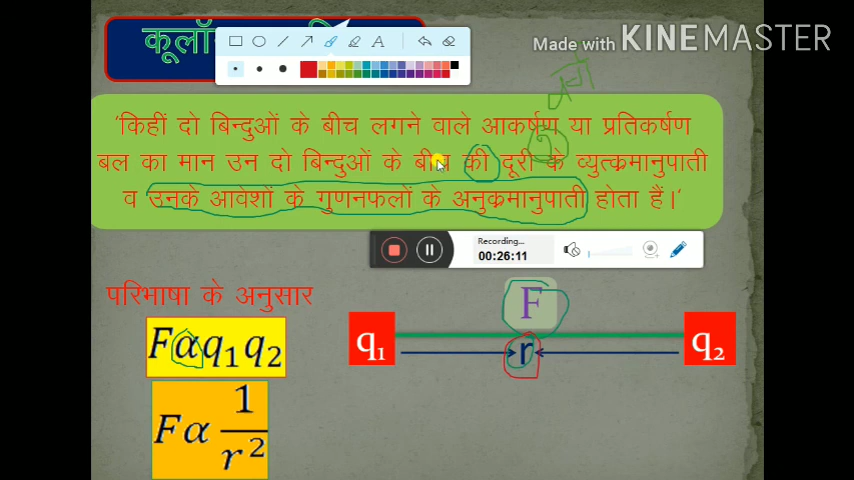 Made with KINEMASTER
Recording...
00:26:11
'किहीं दो बिन्दुओं के बीच लगने वाले आकर्षण या प्रतिकर्षण
बल का मान उन दो बिन्दुओं के बीच की दूरी के व्युत्क्रमानुपाती
व उनके आवेशों के गुणनफलों के अनुक्रमानुपाती होता हैं।'
परिभाषा के अनुसार
F
q₁ r q₂
Fαq₁q₂
Fα 1/r²